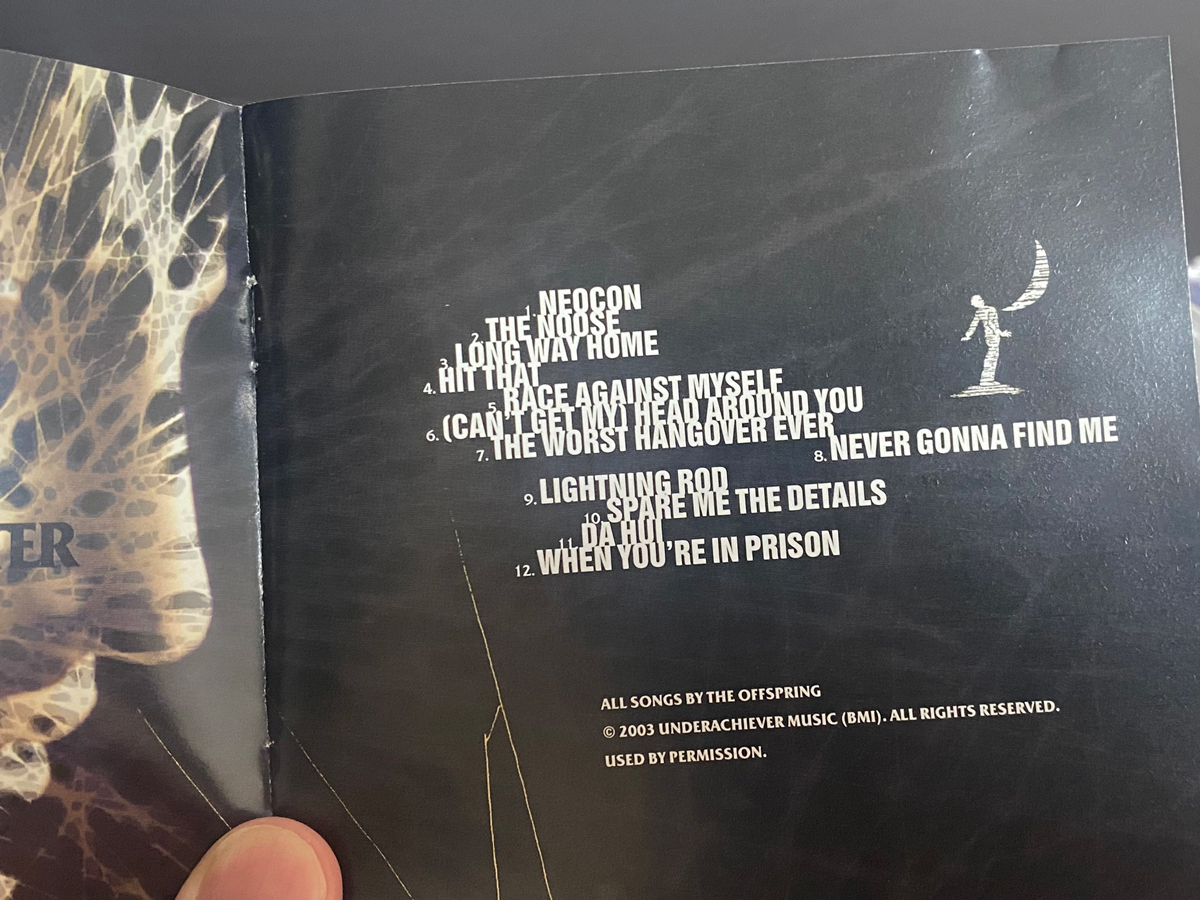 TER
1. NEOCON
2. THE NOOSE
3. LONG WAY HOME
4. HIT THAT
5. RACE AGAINST MYSELF
6. (CAN'T GET MY) HEAD AROUND YOU
7. THE WORST HANGOVER EVER
8. NEVER GONNA FIND ME
9. LIGHTNING ROD
10. SPARE ME THE DETAILS
11. DA HUI
12. WHEN YOU'RE IN PRISON
ALL SONGS BY THE OFFSPRING
© 2003 UNDERACHIEVER MUSIC (BMI). ALL RIGHTS RESERVED.
USED BY PERMISSION.